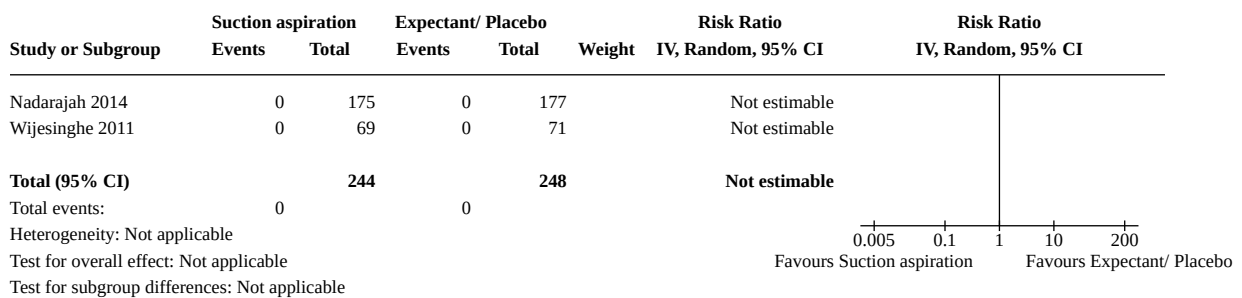 Suction aspiration Expectant/ Placebo Risk Ratio Risk Ratio
Study or Subgroup Events Total Events Total Weight IV, Random, 95% CI IV, Random, 95% CI
Nadarajah 2014 0 175 0 177 Not estimable
Wijesinghe 2011 0 69 0 71 Not estimable
Total (95% CI) 244 248 Not estimable
Total events: 0 0
Heterogeneity: Not applicable
0.005 0.1 1 10 200
Test for overall effect: Not applicable Favours Suction aspiration Favours Expectant/ Placebo
Test for subgroup differences: Not applicable